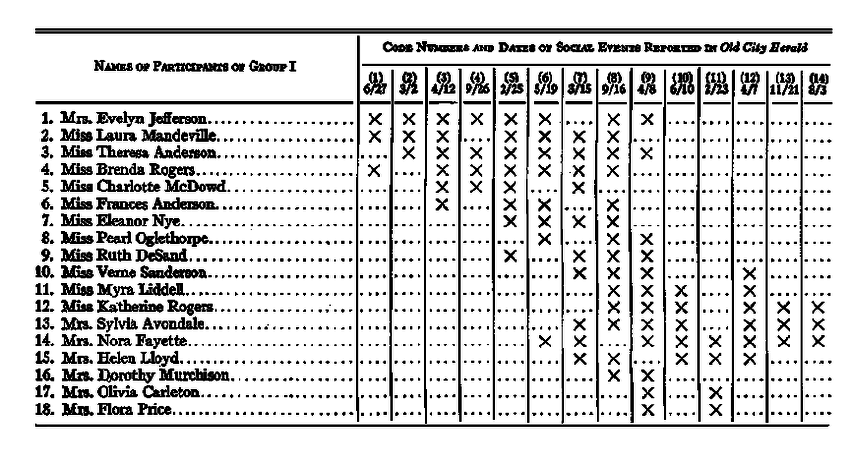 CODE NUMBERS AND DATES OF SOCIAL EVENTS REPORTED IN Old City Herald
NAMES OF PARTICIPANTS OF GROUP I
(1) (2) (3) (4) (5) (6) (7) (8) (9) (10) (11) (12) (13) (14)
6/27 3/2 4/12 9/26 2/25 5/19 3/15 9/16 4/8 6/10 2/23 4/7 11/21 8/3
1. Mrs. Evelyn Jefferson × × × × × × × ×
2. Miss Laura Mandeville × × × × × × ×
3. Miss Theresa Anderson × × × × × × × ×
4. Miss Brenda Rogers × × × × × × ×
5. Miss Charlotte McDowd × × × ×
6. Miss Frances Anderson × × × ×
7. Miss Eleanor Nye × × × ×
8. Miss Pearl Oglethorpe × × ×
9. Miss Ruth DeSand × × × ×
10. Miss Verne Sanderson × × × ×
11. Miss Myra Liddell × × × ×
12. Miss Katherine Rogers × × × × × ×
13. Mrs. Sylvia Avondale × × × × × × ×
14. Mrs. Nora Fayette × × × × × × × ×
15. Mrs. Helen Lloyd × × × × ×
16. Mrs. Dorothy Murchison × ×
17. Mrs. Olivia Carleton × ×
18. Mrs. Flora Price × ×